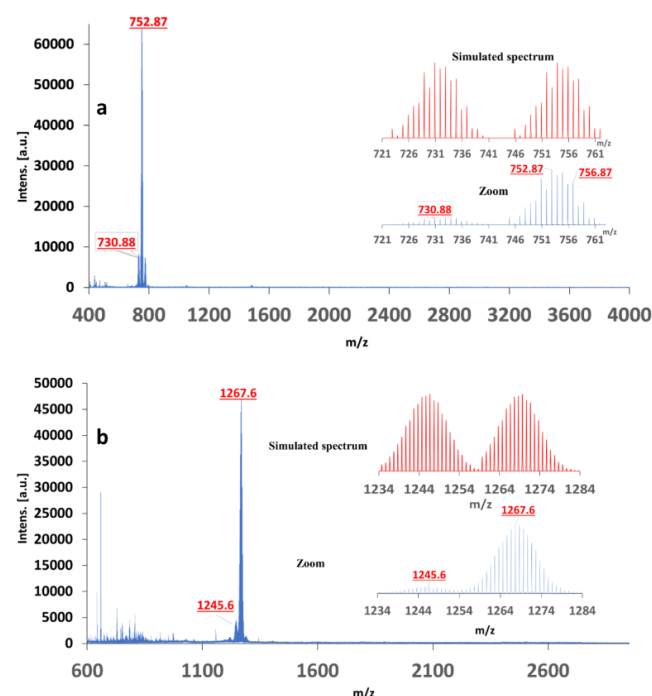 752.87
60000
50000
40000
30000
20000
10000
0
Intens. [a.u.]
a
730.88
400 800 1200 1600 2000 2400 2800 3200 3600 4000
m/z
Simulated spectrum
721 726 731 736 741 746 751 756 761
m/z
752.87
756.87
Zoom
730.88
721 726 731 736 741 746 751 756 761
m/z
50000
45000
40000
35000
30000
25000
20000
15000
10000
5000
0
Intens. [a.u.]
b
1267.6
1245.6
600 1100 1600 2100 2600
m/z
Simulated spectrum
1234 1244 1254 1264 1274 1284
m/z
1267.6
Zoom
1245.6
1234 1244 1254 1264 1274 1284
m/z